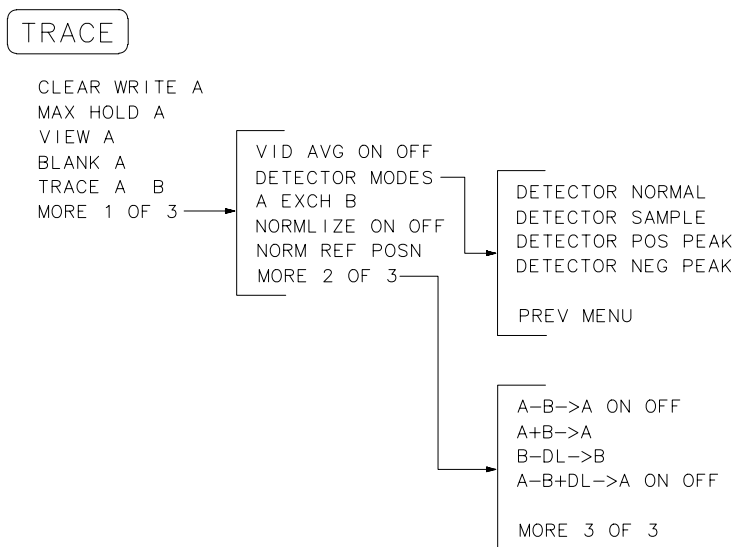 TRACE
CLEAR WRITE A
MAX HOLD A
VIEW A
BLANK A
TRACE A B
MORE 1 OF 3
VID AVG ON OFF
DETECTOR MODES
A EXCH B
NORMLIZE ON OFF
NORM REF POSN
MORE 2 OF 3
DETECTOR NORMAL
DETECTOR SAMPLE
DETECTOR POS PEAK
DETECTOR NEG PEAK
PREV MENU
A-B->A ON OFF
A+B->A
B-DL->B
A-B+DL->A ON OFF
MORE 3 OF 3